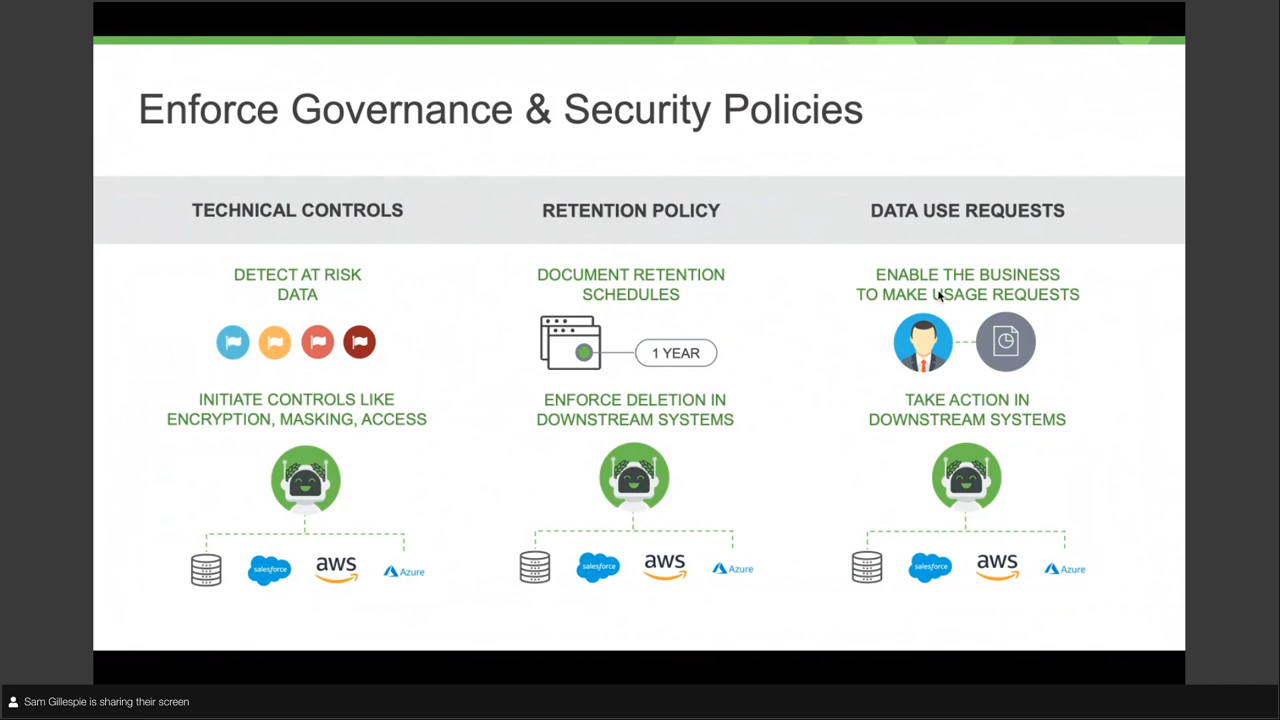 Enforce Governance & Security Policies
TECHNICAL CONTROLS
RETENTION POLICY
DATA USE REQUESTS
DETECT AT RISK
DATA
DOCUMENT RETENTION
SCHEDULES
ENABLE THE BUSINESS
TO MAKE USAGE REQUESTS
1 YEAR
INITIATE CONTROLS LIKE
ENCRYPTION, MASKING, ACCESS
ENFORCE DELETION IN
DOWNSTREAM SYSTEMS
TAKE ACTION IN
DOWNSTREAM SYSTEMS
salesforce
aws
Azure
salesforce
aws
Azure
salesforce
aws
Azure
Sam Gillespie is sharing their screen